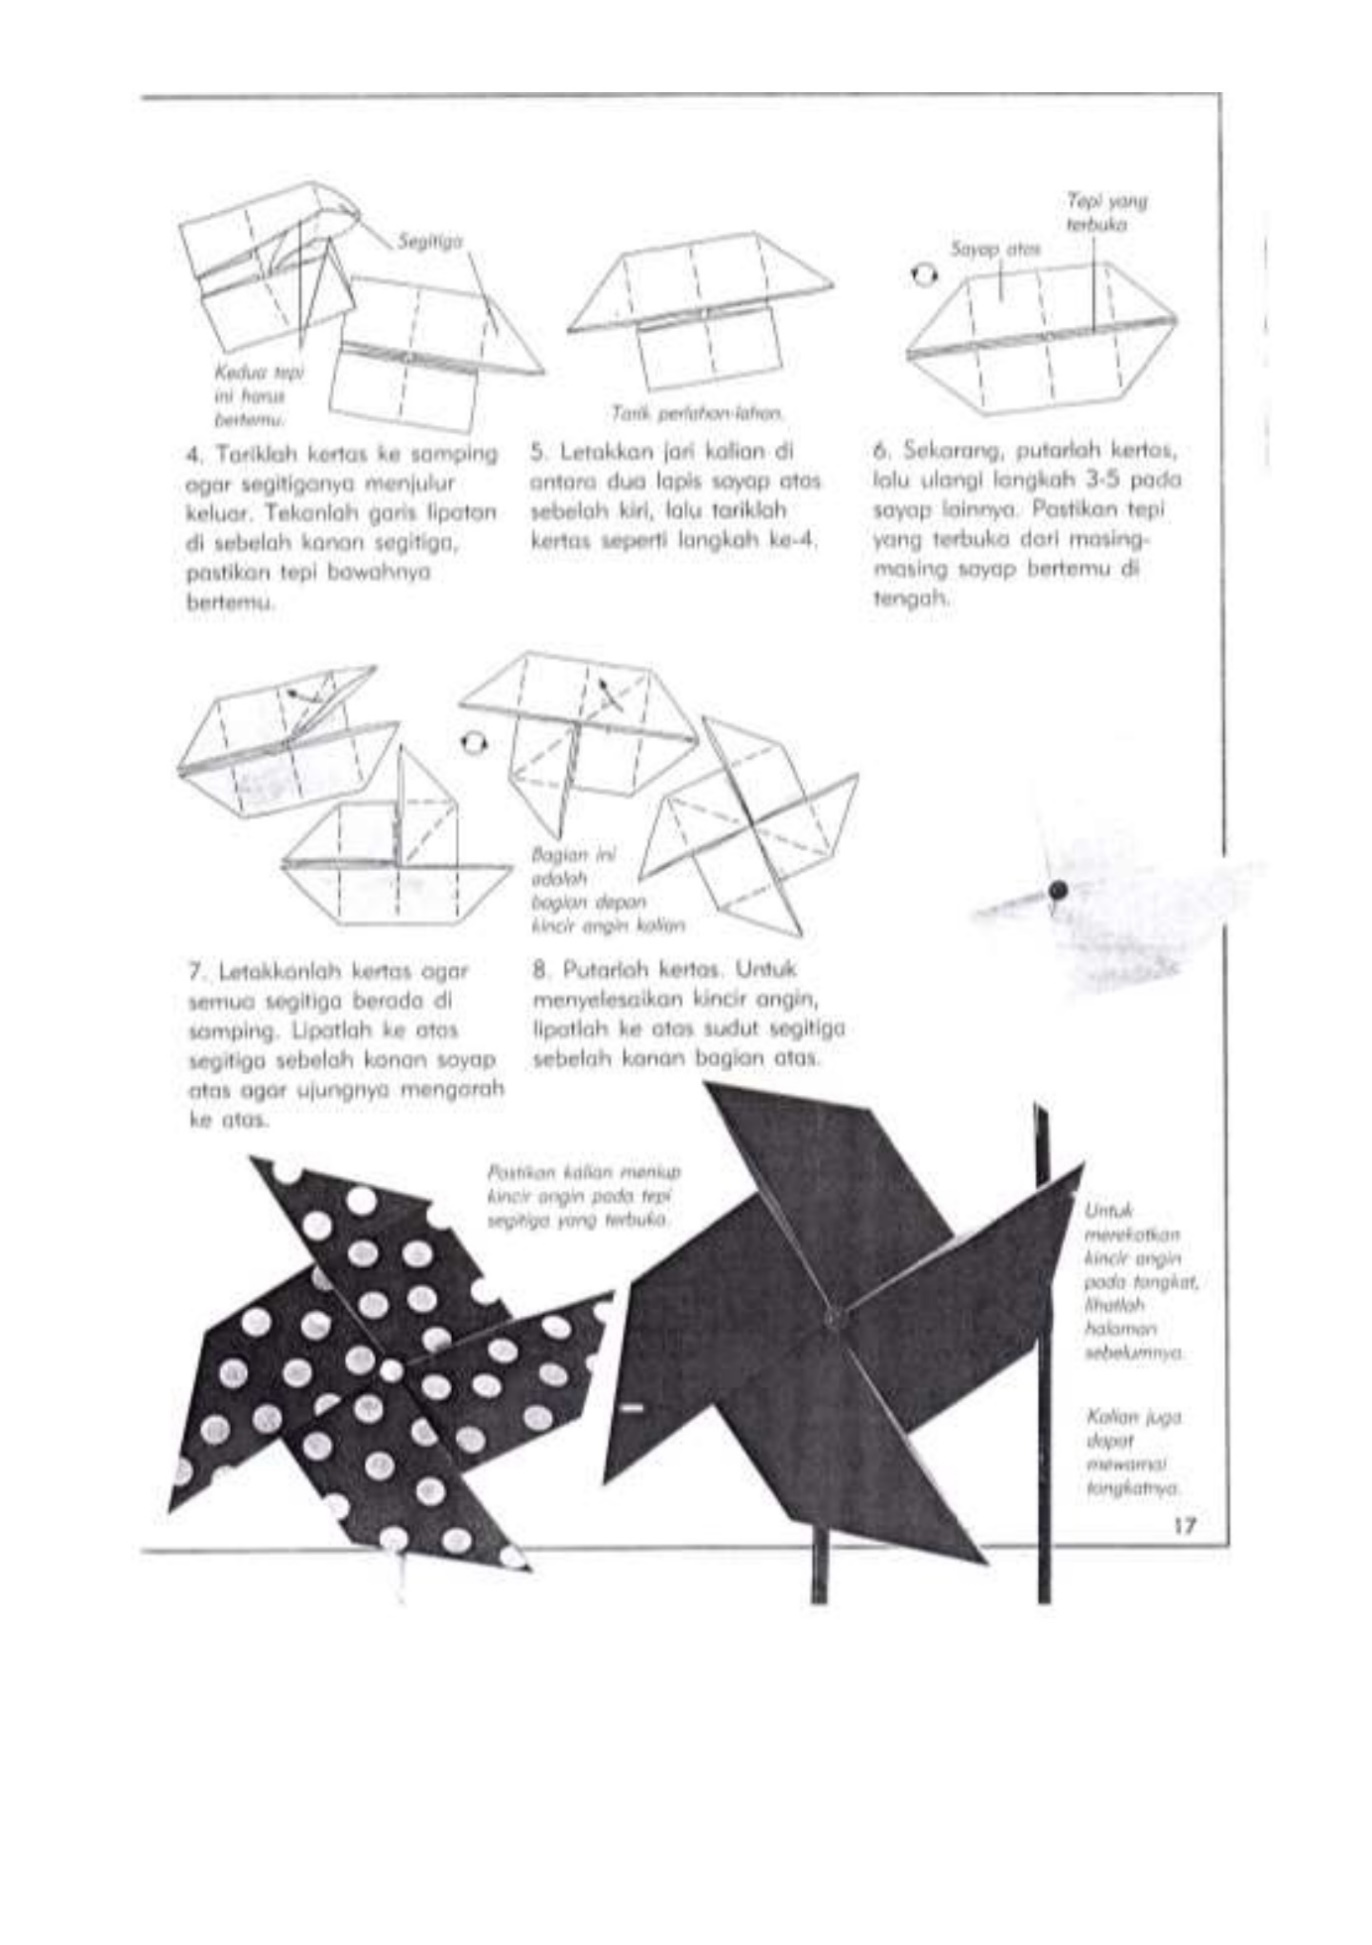 Segitiga
Kedua tepi
ini harus
bertemu.
4. Tariklah kertas ke samping
agar segitiganya menjulur
keluar. Tekanlah garis lipatan
di sebelah kanan segitiga,
pastikan tepi bawahnya
bertemu.
Tarik perlahan-lahan.
5. Letakkan jari kalian di
antara dua lapis sayap atas
sebelah kiri, lalu tariklah
kertas seperti langkah ke-4.
Tepi yang
terbuka
Sayap atas
6. Sekarang, putarlah kertas,
lalu ulangi langkah 3-5 pada
sayap lainnya. Pastikan tepi
yang terbuka dari masing-
masing sayap bertemu di
tengah.
7. Letakkanlah kertas agar
semua segitiga berada di
samping. Lipatlah ke atas
segitiga sebelah kanan sayap
atas agar ujungnya mengarah
ke atas.
Bagian ini
adalah
bagian depan
kincir angin kalian
8. Putarlah kertas. Untuk
menyelesaikan kincir angin,
lipatlah ke atas sudut segitiga
sebelah kanan bagian atas.
Pastikan kalian meniup
kincir angin pada tepi
segitiga yang terbuka.
Untuk
merekatkan
kincir angin
pada tangkat,
lihatlah
halaman
sebelumnya.
Kalian juga
dapat
mewarnai
tangkatnya.
17